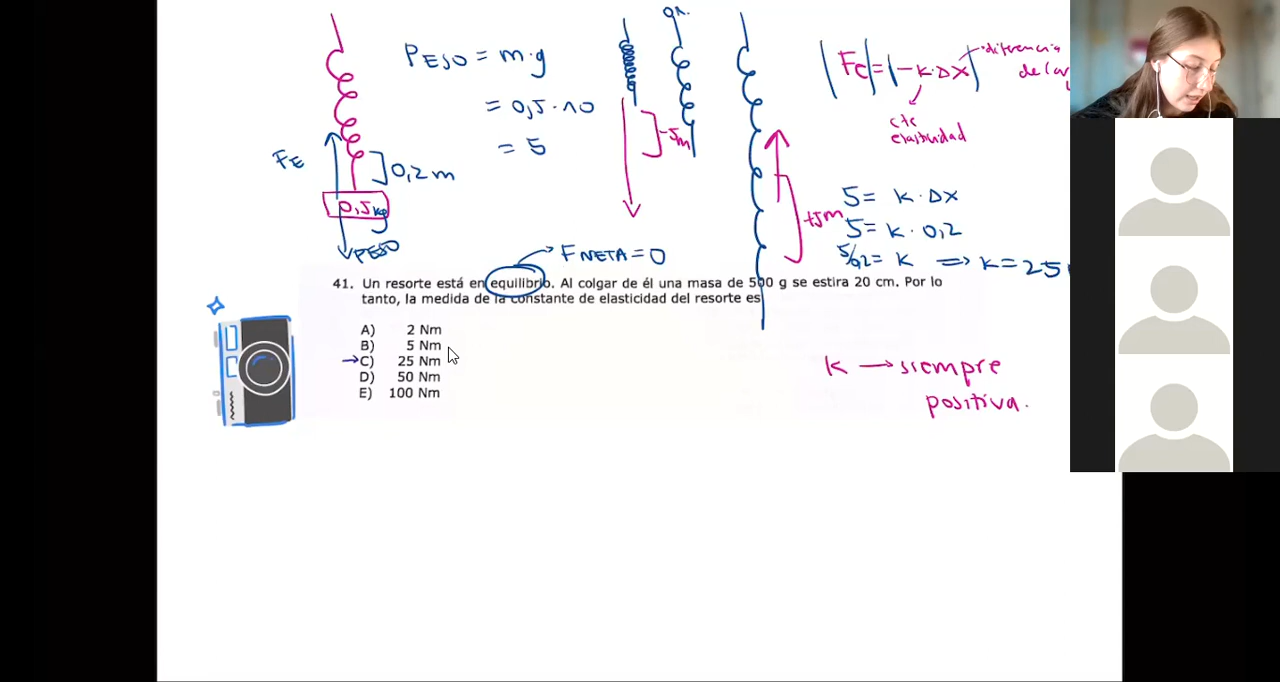 PESO = m·g
= 0,5·10
= 5
FE
0,2 m
0,5 kg
PESO
-5m
+5m
|Fe| = |-K·ΔX|
diferencia
de lar
cte
elasticidad
5 = K·ΔX
5 = K·0,2
5/0,2 = K ⇒ K = 25
F NETA = 0
41. Un resorte está en equilibrio. Al colgar de él una masa de 500 g se estira 20 cm. Por lo
tanto, la medida de la constante de elasticidad del resorte es
A) 2 Nm
B) 5 Nm
→C) 25 Nm
D) 50 Nm
E) 100 Nm
K → siempre
positiva.